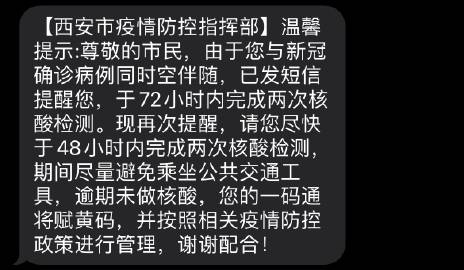 【西安市疫情防控指挥部】温馨
提示:尊敬的市民，由于您与新冠
确诊病例同时空伴随，已发短信
提醒您，于72小时内完成两次核
酸检测。现再次提醒，请您尽快
于48小时内完成两次核酸检测，
期间尽量避免乘坐公共交通工
具，逾期未做核酸，您的一码通
将赋黄码，并按照相关疫情防控
政策进行管理，谢谢配合！